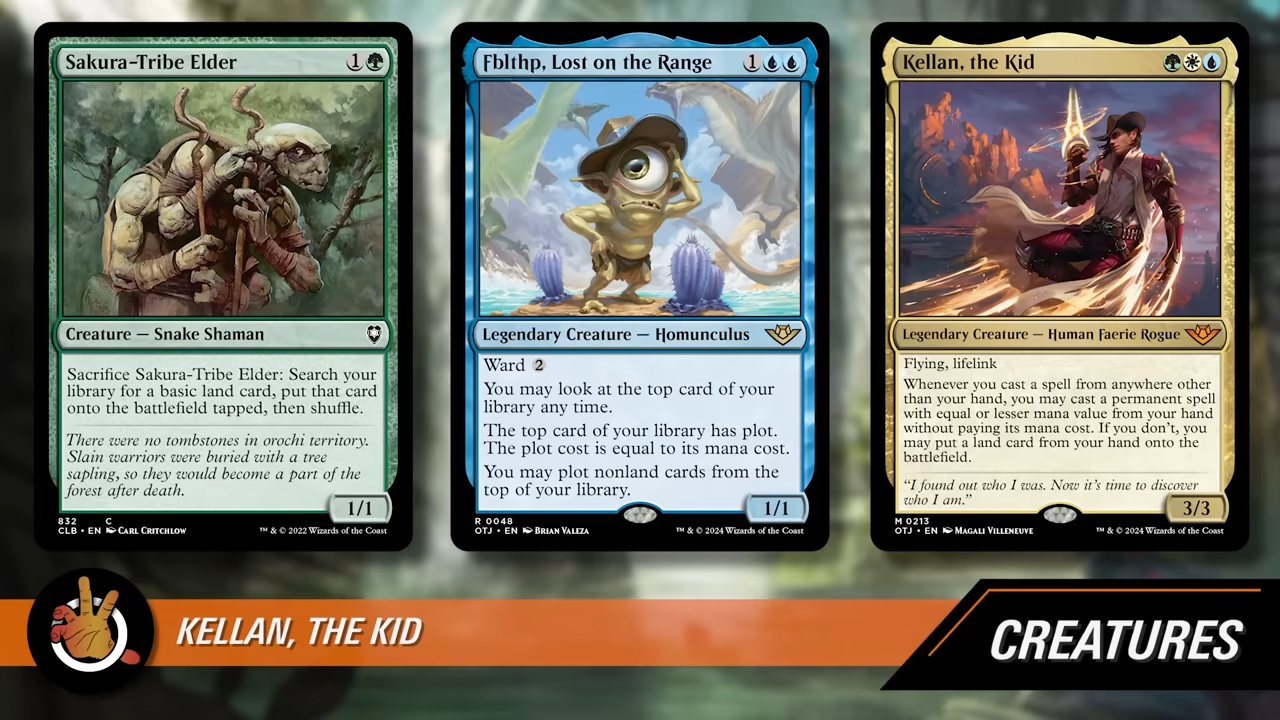 Sakura-Tribe Elder 1
Creature — Snake Shaman
Sacrifice Sakura-Tribe Elder: Search your
library for a basic land card, put that card
onto the battlefield tapped, then shuffle.
There were no tombstones in orochi territory.
Slain warriors were buried with a tree
sapling, so they would become a part of the
forest after death.
1/1
832 C
CLB • EN Carl Critchlow ™ & © 2022 Wizards of the Coast
Fblthp, Lost on the Range 1
Legendary Creature — Homunculus
Ward 2
You may look at the top card of your
library any time.
The top card of your library has plot.
The plot cost is equal to its mana cost.
You may plot nonland cards from the
top of your library.
1/1
R 0048
OTJ • EN Brian Valeza ™ & © 2024 Wizards of the Coast
Kellan, the Kid
Legendary Creature — Human Faerie Rogue
Flying, lifelink
Whenever you cast a spell from anywhere other
than your hand, you may cast a permanent spell
with equal or lesser mana value from your hand
without paying its mana cost. If you don't, you
may put a land card from your hand onto the
battlefield.
"I found out who I was. Now it's time to discover
who I am."
3/3
M 0213
OTJ • EN Magali Villeneuve ™ & © 2024 Wizards of the Coast
KELLAN, THE KID
CREATURES